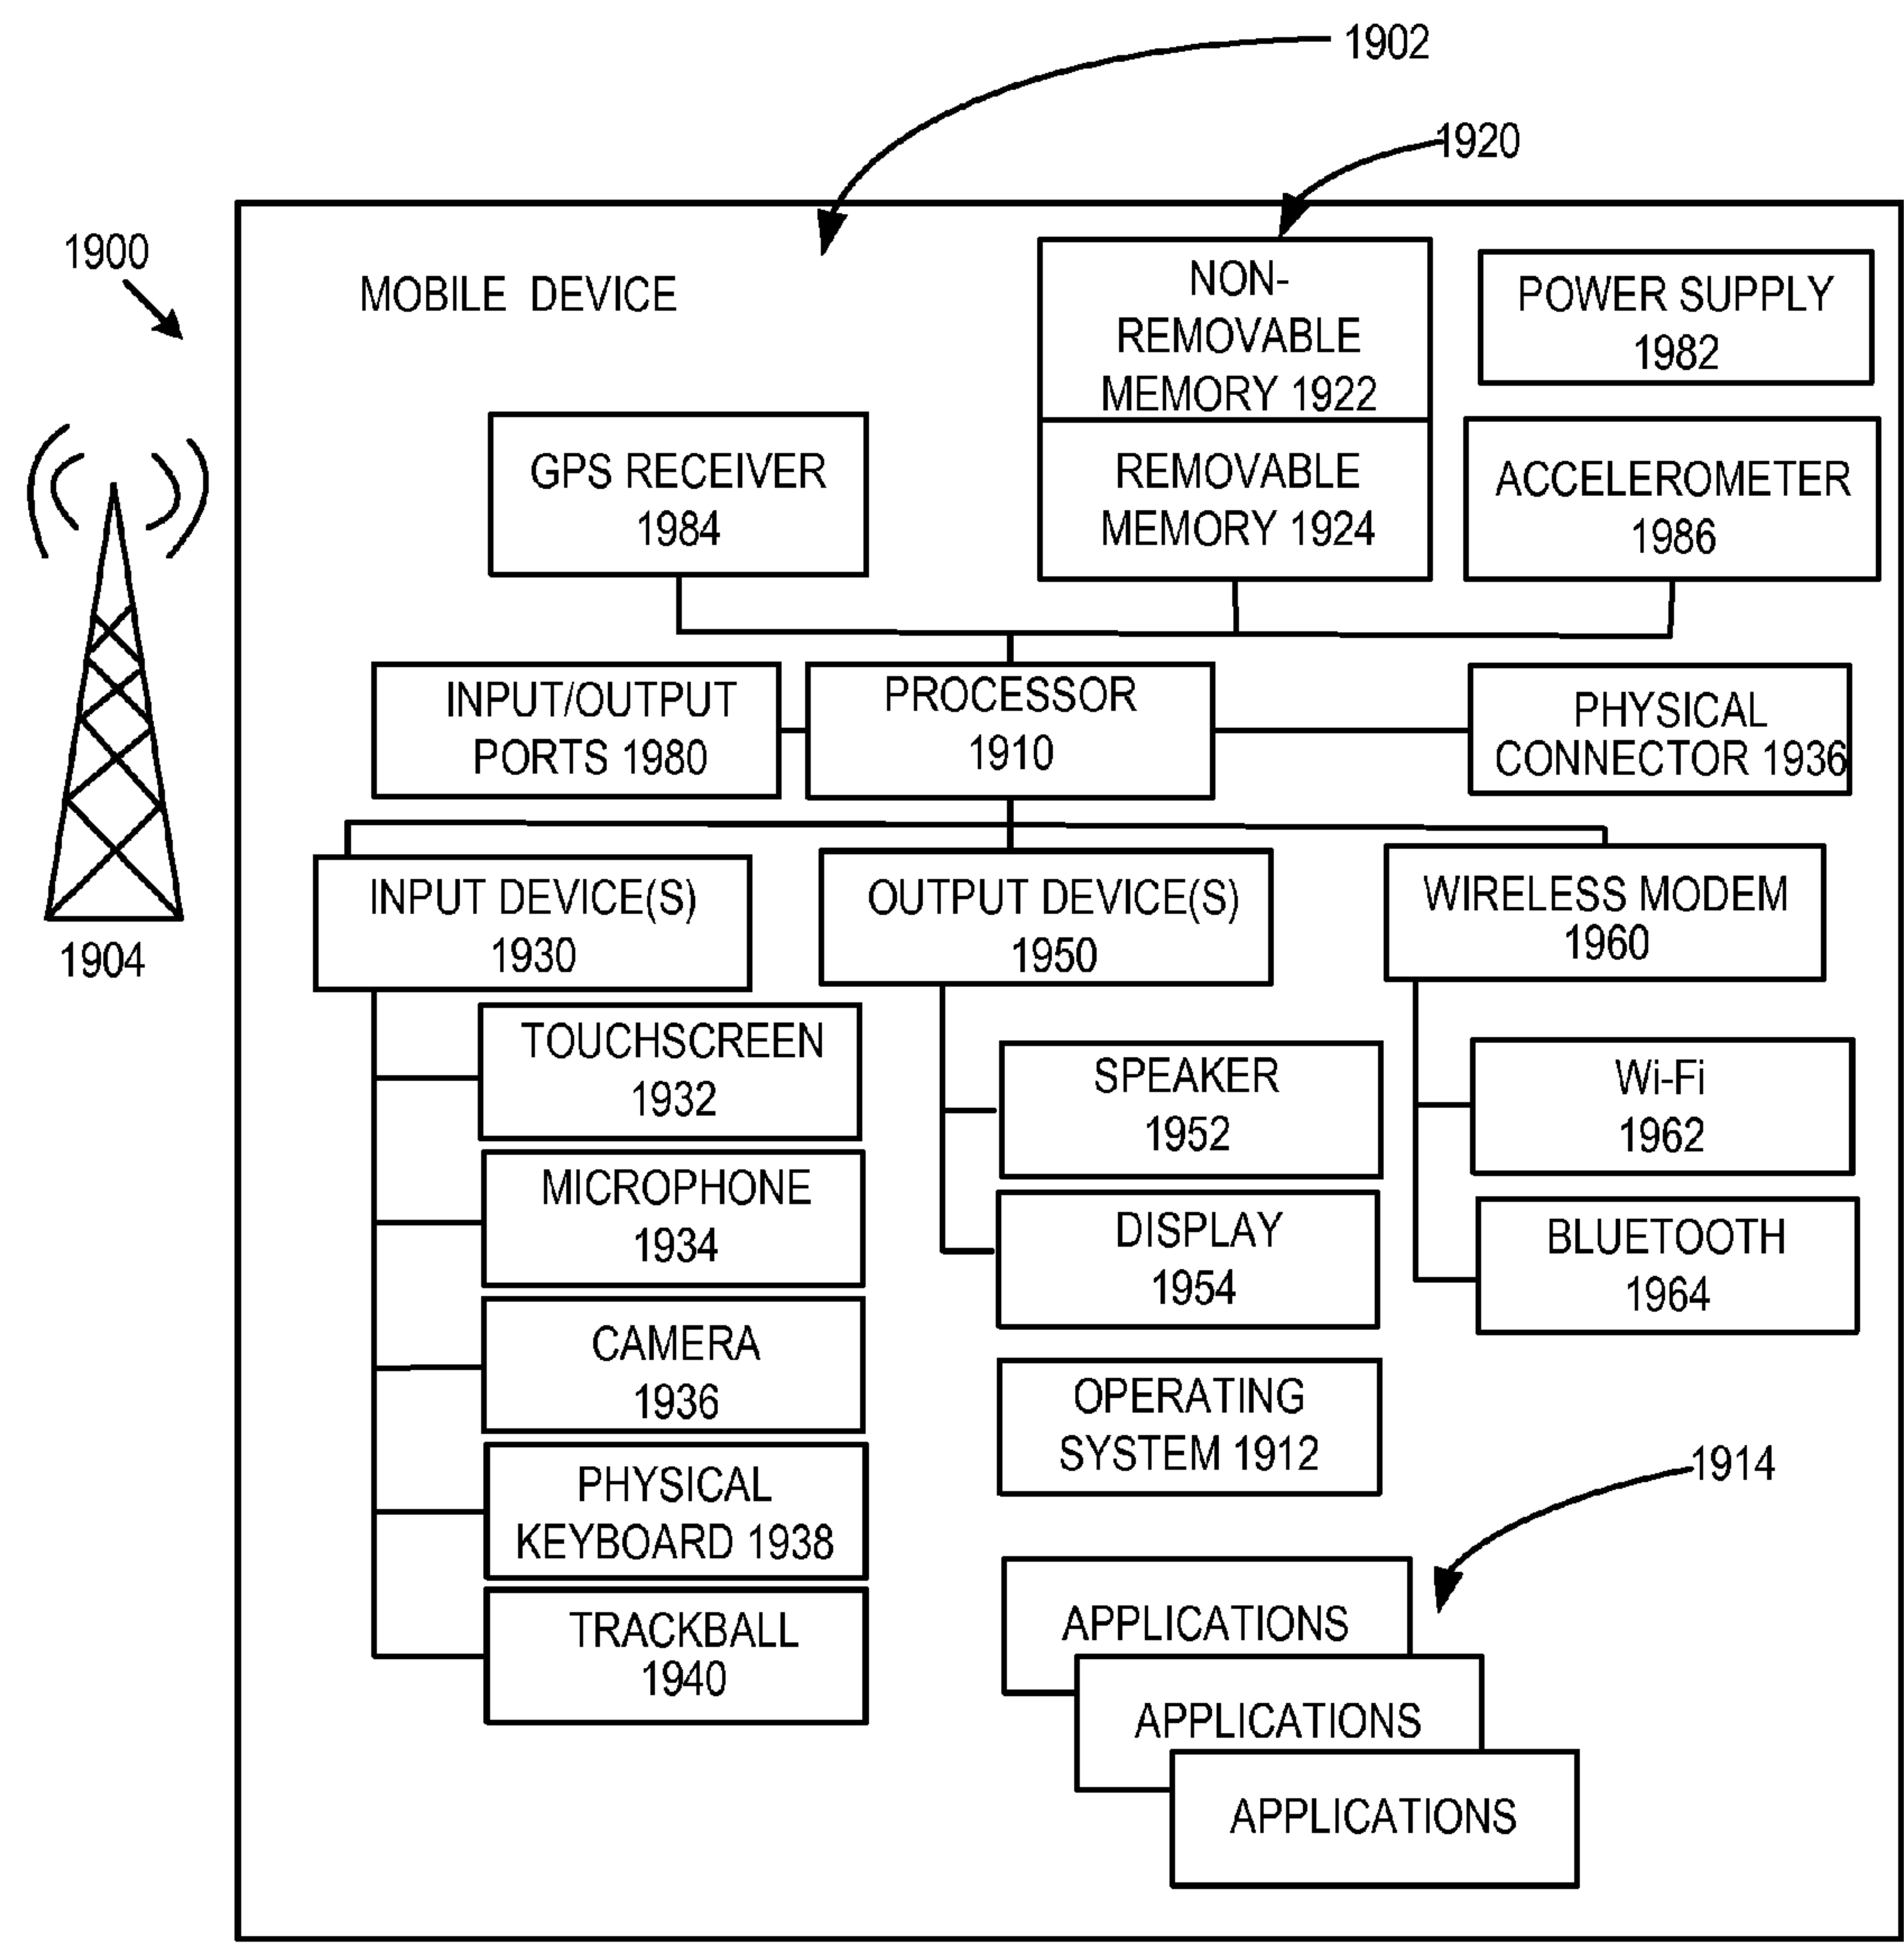 1902
1920
1900
MOBILE DEVICE
NON-
REMOVABLE
MEMORY 1922
POWER SUPPLY
1982
GPS RECEIVER
1984
REMOVABLE
MEMORY 1924
ACCELEROMETER
1986
INPUT/OUTPUT
PORTS 1980
PROCESSOR
1910
PHYSICAL
CONNECTOR 1936
INPUT DEVICE(S)
1930
OUTPUT DEVICE(S)
1950
WIRELESS MODEM
1960
1904
TOUCHSCREEN
1932
MICROPHONE
1934
CAMERA
1936
PHYSICAL
KEYBOARD 1938
TRACKBALL
1940
SPEAKER
1952
DISPLAY
1954
Wi-Fi
1962
BLUETOOTH
1964
OPERATING
SYSTEM 1912
1914
APPLICATIONS
APPLICATIONS
APPLICATIONS